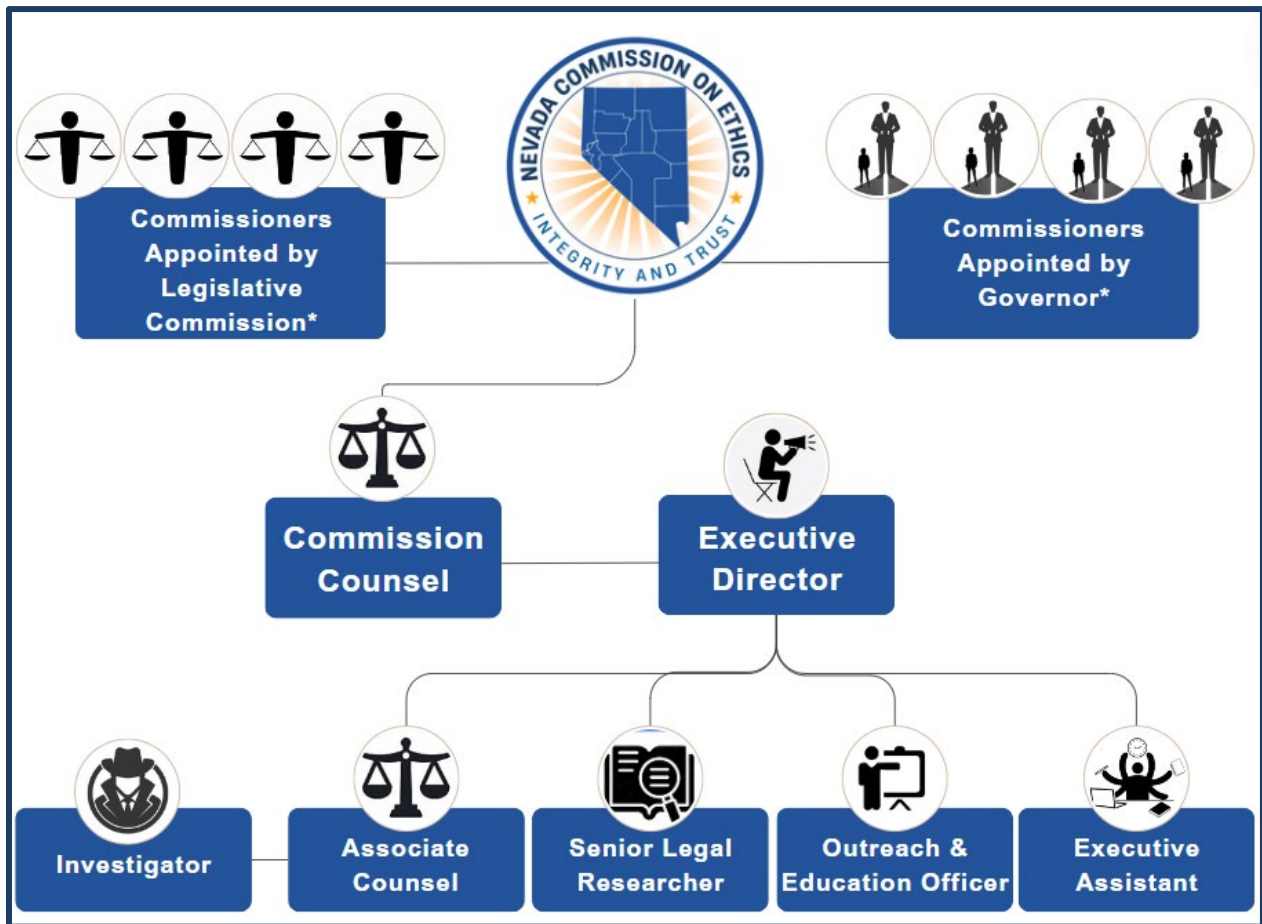 NEVADA COMMISSION ON ETHICS
INTEGRITY AND TRUST
Commissioners
Appointed by
Legislative
Commission*
Commissioners
Appointed by
Governor*
Commission
Counsel
Executive
Director
Investigator
Associate
Counsel
Senior Legal
Researcher
Outreach &
Education Officer
Executive
Assistant